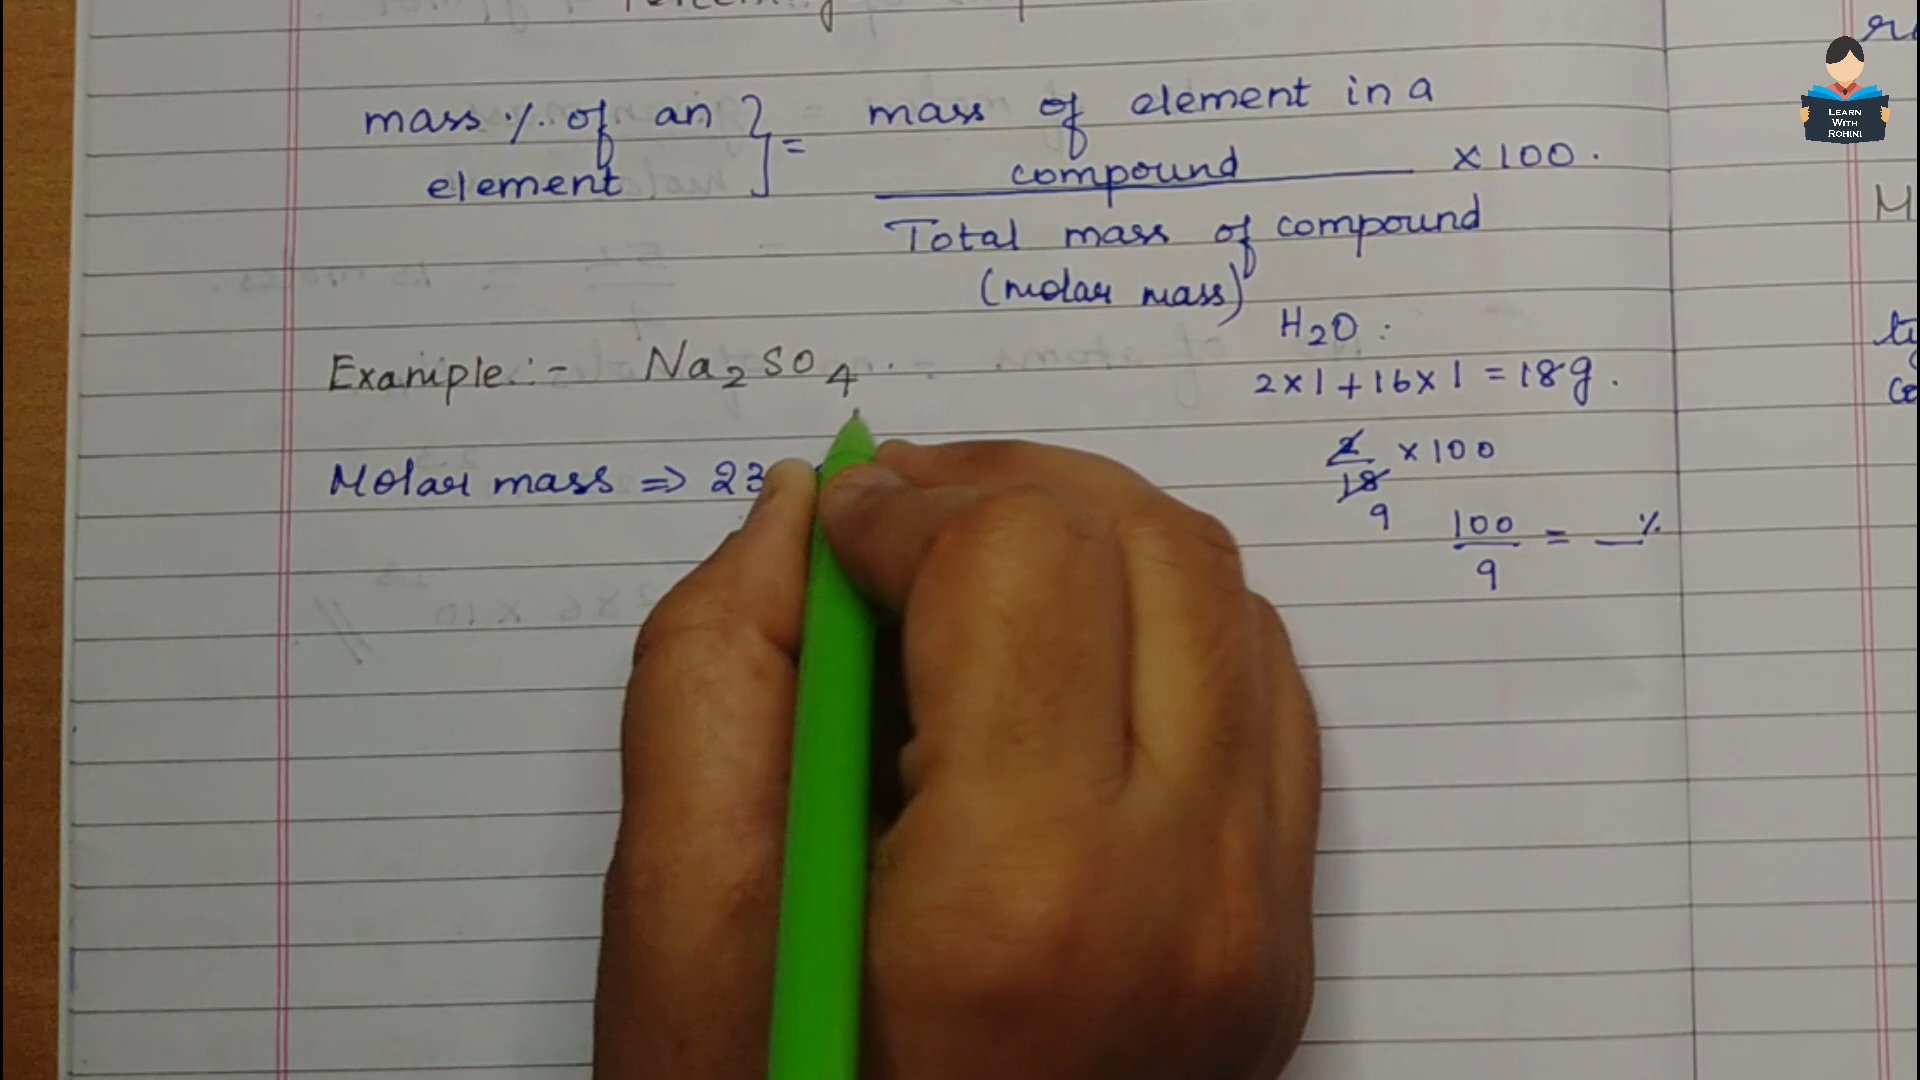 mass % of an } = mass of element in a
element compound × 100.
Total mass of compound
(molar mass)
H2O :
Example :- Na2SO4.
2×1+16×1=18g.
Molar mass ⇒ 23
2/18 × 100
9
100/9 = __%
LEARN
WITH
ROHINI